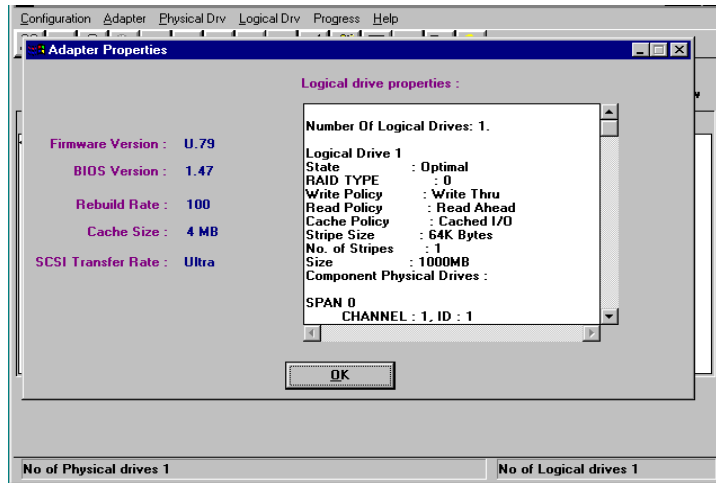 Configuration Adapter Physical Drv Logical Drv Progress Help
Adapter Properties
Logical drive properties :
Firmware Version : U.79
BIOS Version : 1.47
Rebuild Rate : 100
Cache Size : 4 MB
SCSI Transfer Rate : Ultra
Number Of Logical Drives: 1.
Logical Drive 1
State : Optimal
RAID TYPE : 0
Write Policy : Write Thru
Read Policy : Read Ahead
Cache Policy : Cached I/O
Stripe Size : 64K Bytes
No. of Stripes : 1
Size : 1000MB
Component Physical Drives :
SPAN 0
CHANNEL : 1, ID : 1
OK
No of Physical drives 1
No of Logical drives 1